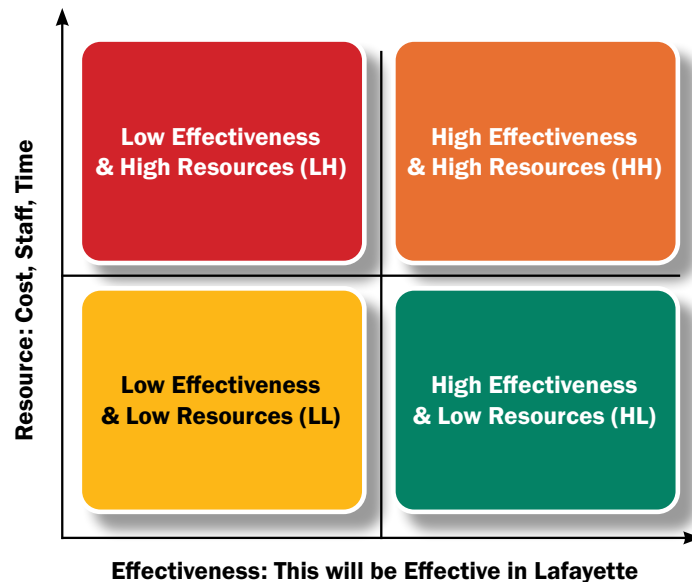 Low Effectiveness
& High Resources (LH)
High Effectiveness
& High Resources (HH)
Resource: Cost, Staff, Time
Low Effectiveness
& Low Resources (LL)
High Effectiveness
& Low Resources (HL)
Effectiveness: This will be Effective in Lafayette